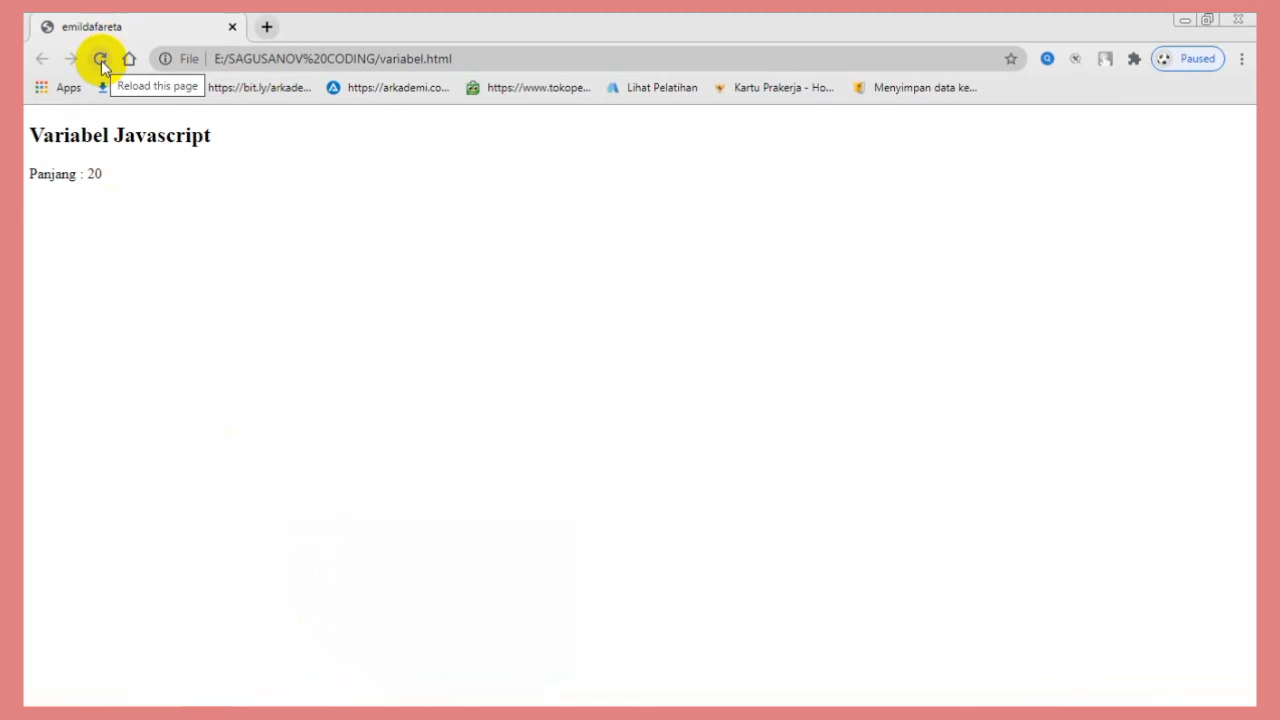 emildafareta
File E:/SAGUSANOV%20CODING/variabel.html Paused
Reload this page
Apps https://bit.ly/arkade... https://arkademi.co... https://www.tokope... Lihat Pelatihan Kartu Prakerja - Ho... Menyimpan data ke...
Variabel Javascript
Panjang : 20